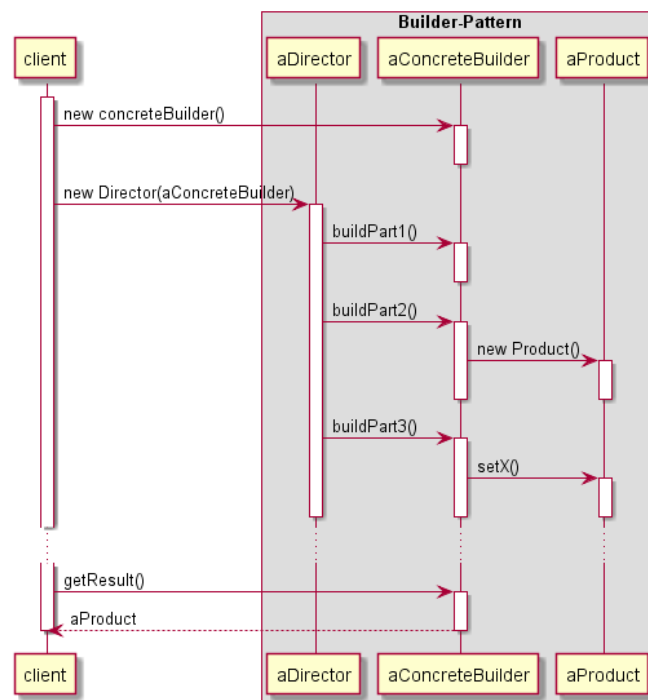 Builder-Pattern
client
aDirector
aConcreteBuilder
aProduct
new concreteBuilder()
new Director(aConcreteBuilder)
buildPart1()
buildPart2()
new Product()
buildPart3()
setX()
getResult()
aProduct
client
aDirector
aConcreteBuilder
aProduct